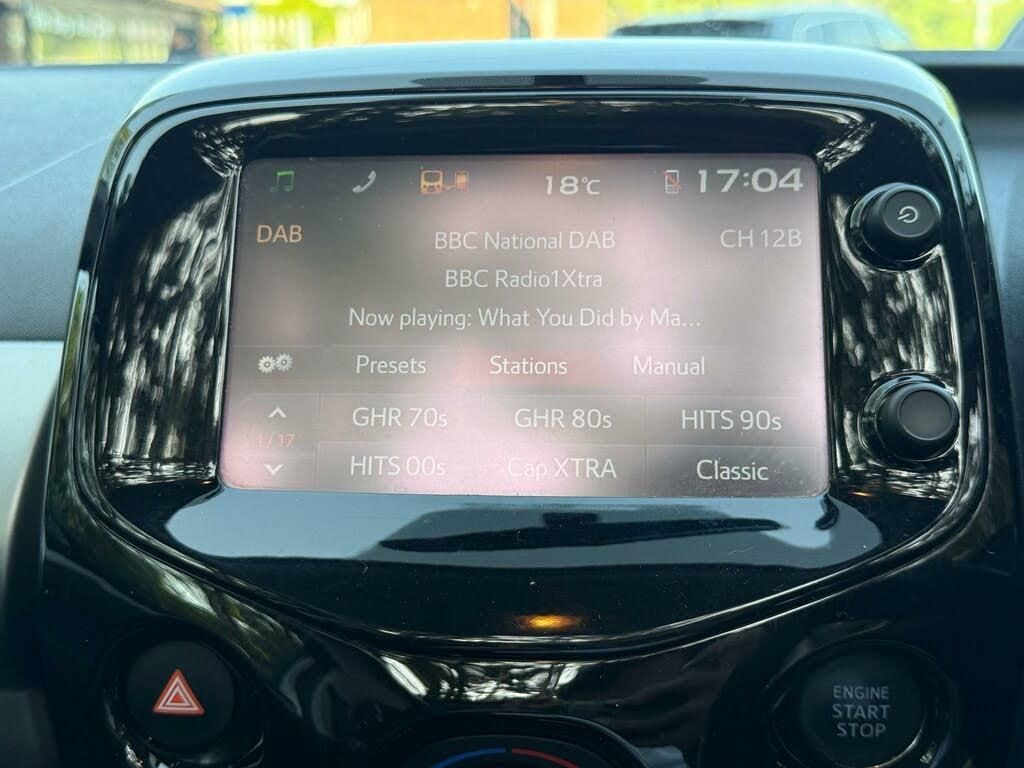 18°C 17:04
DAB BBC National DAB CH 12B
BBC Radio1Xtra
Now playing: What You Did by Ma...
Presets Stations Manual
GHR 70s GHR 80s HITS 90s
1/17
HITS 00s Cap XTRA Classic
ENGINE
START
STOP